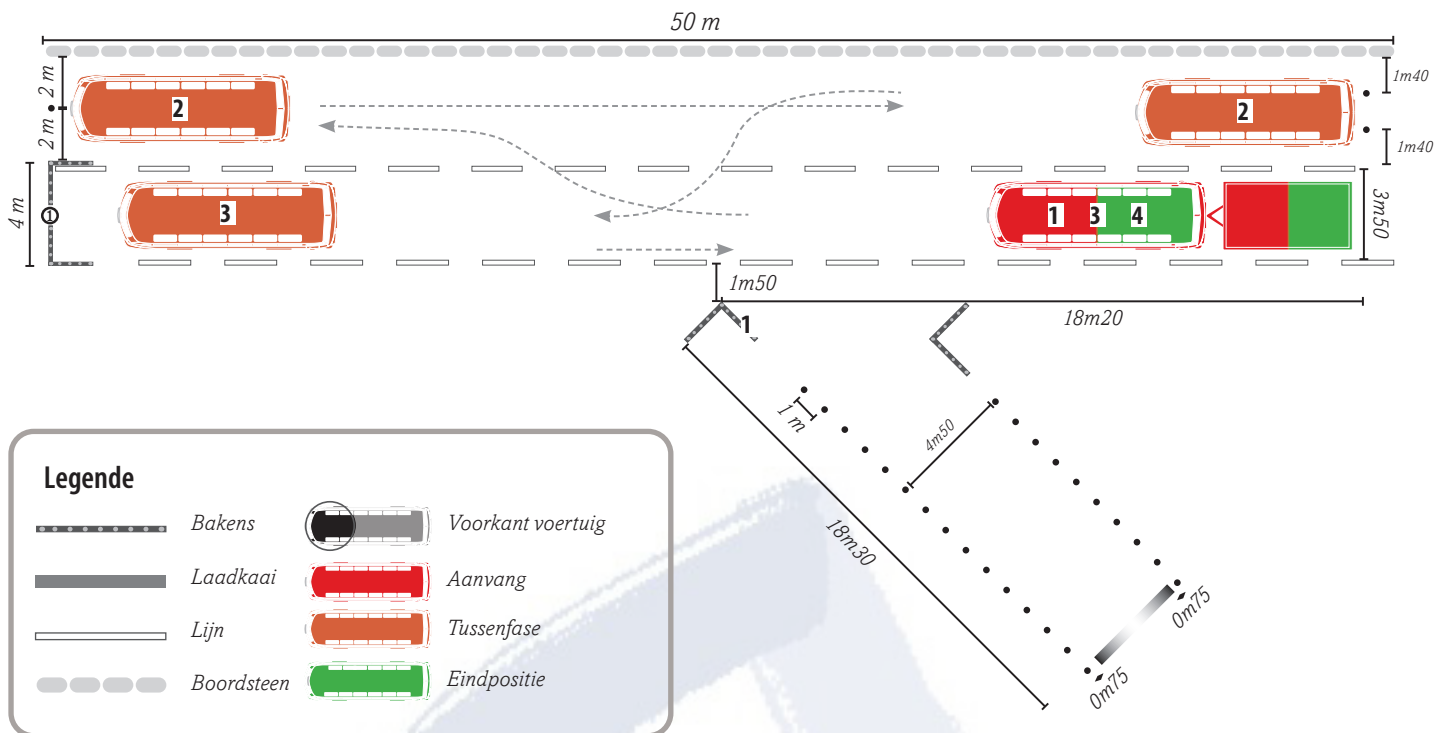 50 m
2 m
2 m
2
2
1m40
1m40
4 m
1
3
1
3
4
3m50
1m50
1
18m20
1 m
4m50
18m30
0m75
0m75
Legende
Bakens
Voorkant voertuig
Laadkaai
Aanvang
Lijn
Tussenfase
Boordsteen
Eindpositie